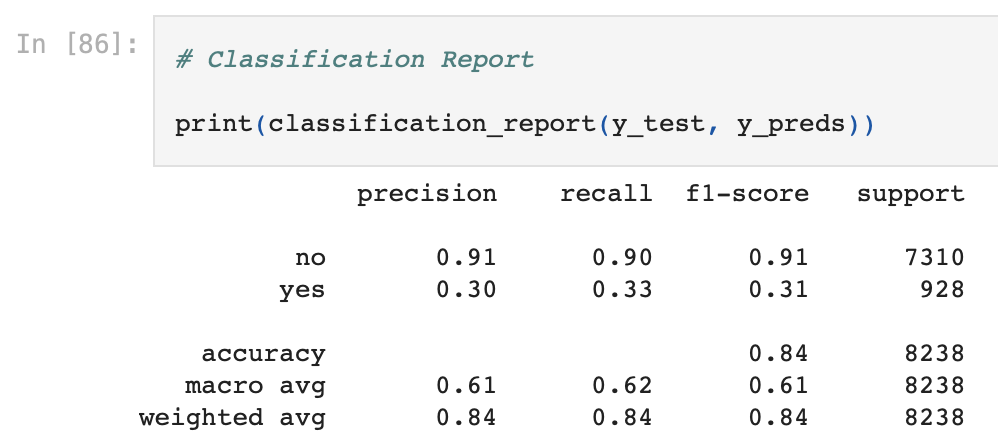 In [86]:
# Classification Report
print(classification_report(y_test, y_preds))
precision recall f1-score support
no 0.91 0.90 0.91 7310
yes 0.30 0.33 0.31 928
accuracy 0.84 8238
macro avg 0.61 0.62 0.61 8238
weighted avg 0.84 0.84 0.84 8238